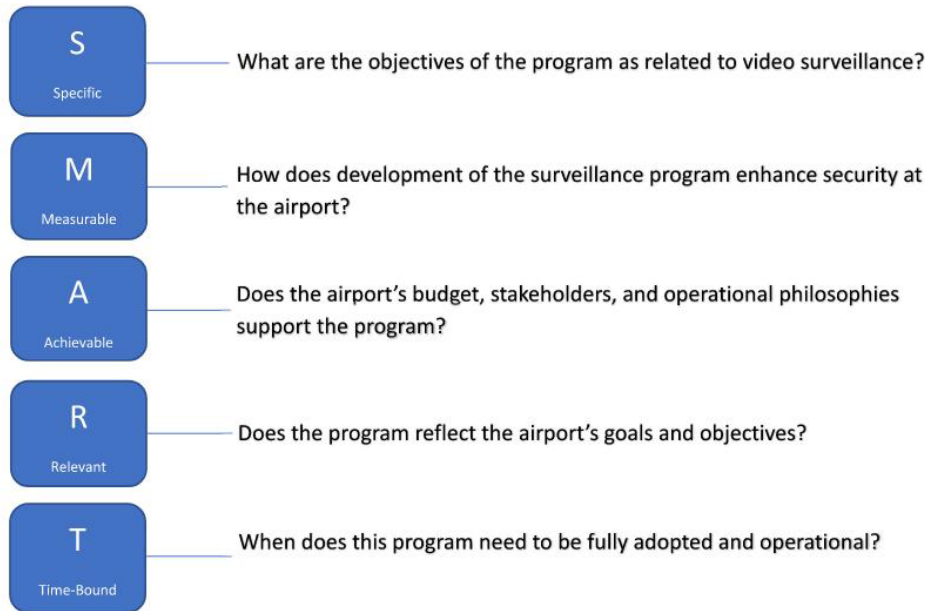 S
Specific
What are the objectives of the program as related to video surveillance?
M
Measurable
How does development of the surveillance program enhance security at
the airport?
A
Achievable
Does the airport’s budget, stakeholders, and operational philosophies
support the program?
R
Relevant
Does the program reflect the airport’s goals and objectives?
T
Time-Bound
When does this program need to be fully adopted and operational?